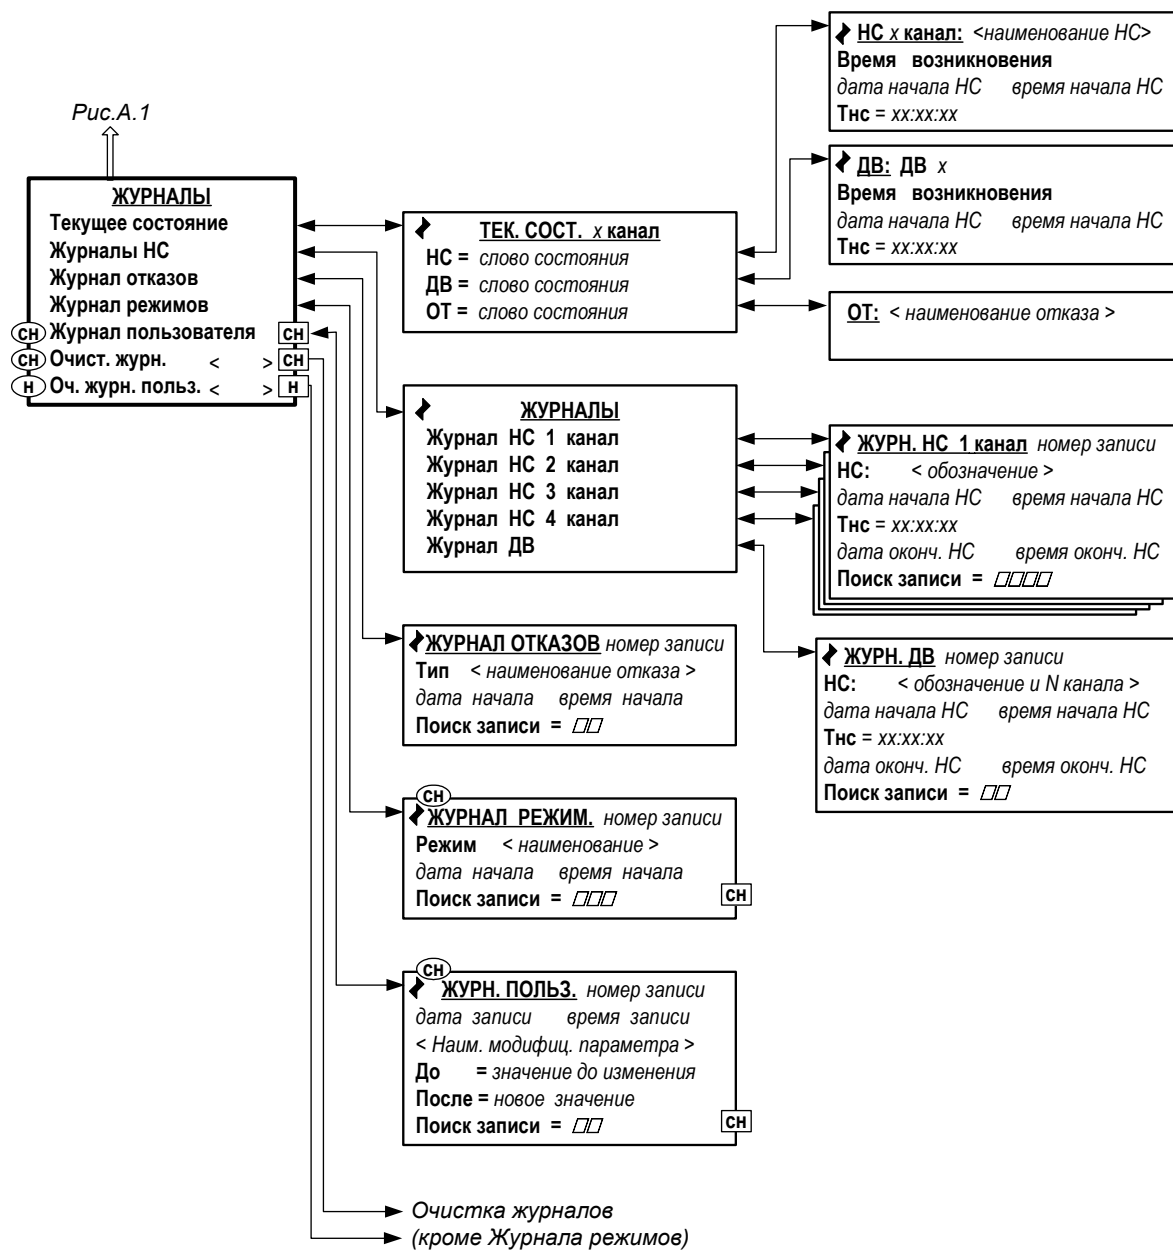 Рис.А.1
ЖУРНАЛЫ
Текущее состояние
Журналы НС
Журнал отказов
Журнал режимов
СН Журнал пользователя СН
СН Очист. журн. < > СН
Н Оч. журн. польз. < > Н
ТЕК. СОСТ. х канал
НС = слово состояния
ДВ = слово состояния
ОТ = слово состояния
НС х канал: <наименование НС>
Время возникновения
дата начала НС время начала НС
Тнс = xx:xx:xx
ДВ: ДВ х
Время возникновения
дата начала НС время начала НС
Тнс = xx:xx:xx
ОТ: < наименование отказа >
ЖУРНАЛЫ
Журнал НС 1 канал
Журнал НС 2 канал
Журнал НС 3 канал
Журнал НС 4 канал
Журнал ДВ
ЖУРН. НС 1 канал номер записи
НС: < обозначение >
дата начала НС время начала НС
Тнс = xx:xx:xx
дата оконч. НС время оконч. НС
Поиск записи =
ЖУРН. ДВ номер записи
НС: < обозначение и N канала >
дата начала НС время начала НС
Тнс = xx:xx:xx
дата оконч. НС время оконч. НС
Поиск записи =
ЖУРНАЛ ОТКАЗОВ номер записи
Тип < наименование отказа >
дата начала время начала
Поиск записи =
СН
ЖУРНАЛ РЕЖИМ. номер записи
Режим < наименование >
дата начала время начала
Поиск записи = СН
СН
ЖУРН. ПОЛЬЗ. номер записи
дата записи время записи
< Наим. модифиц. параметра >
До = значение до изменения
После = новое значение
Поиск записи = СН
Очистка журналов
(кроме Журнала режимов)